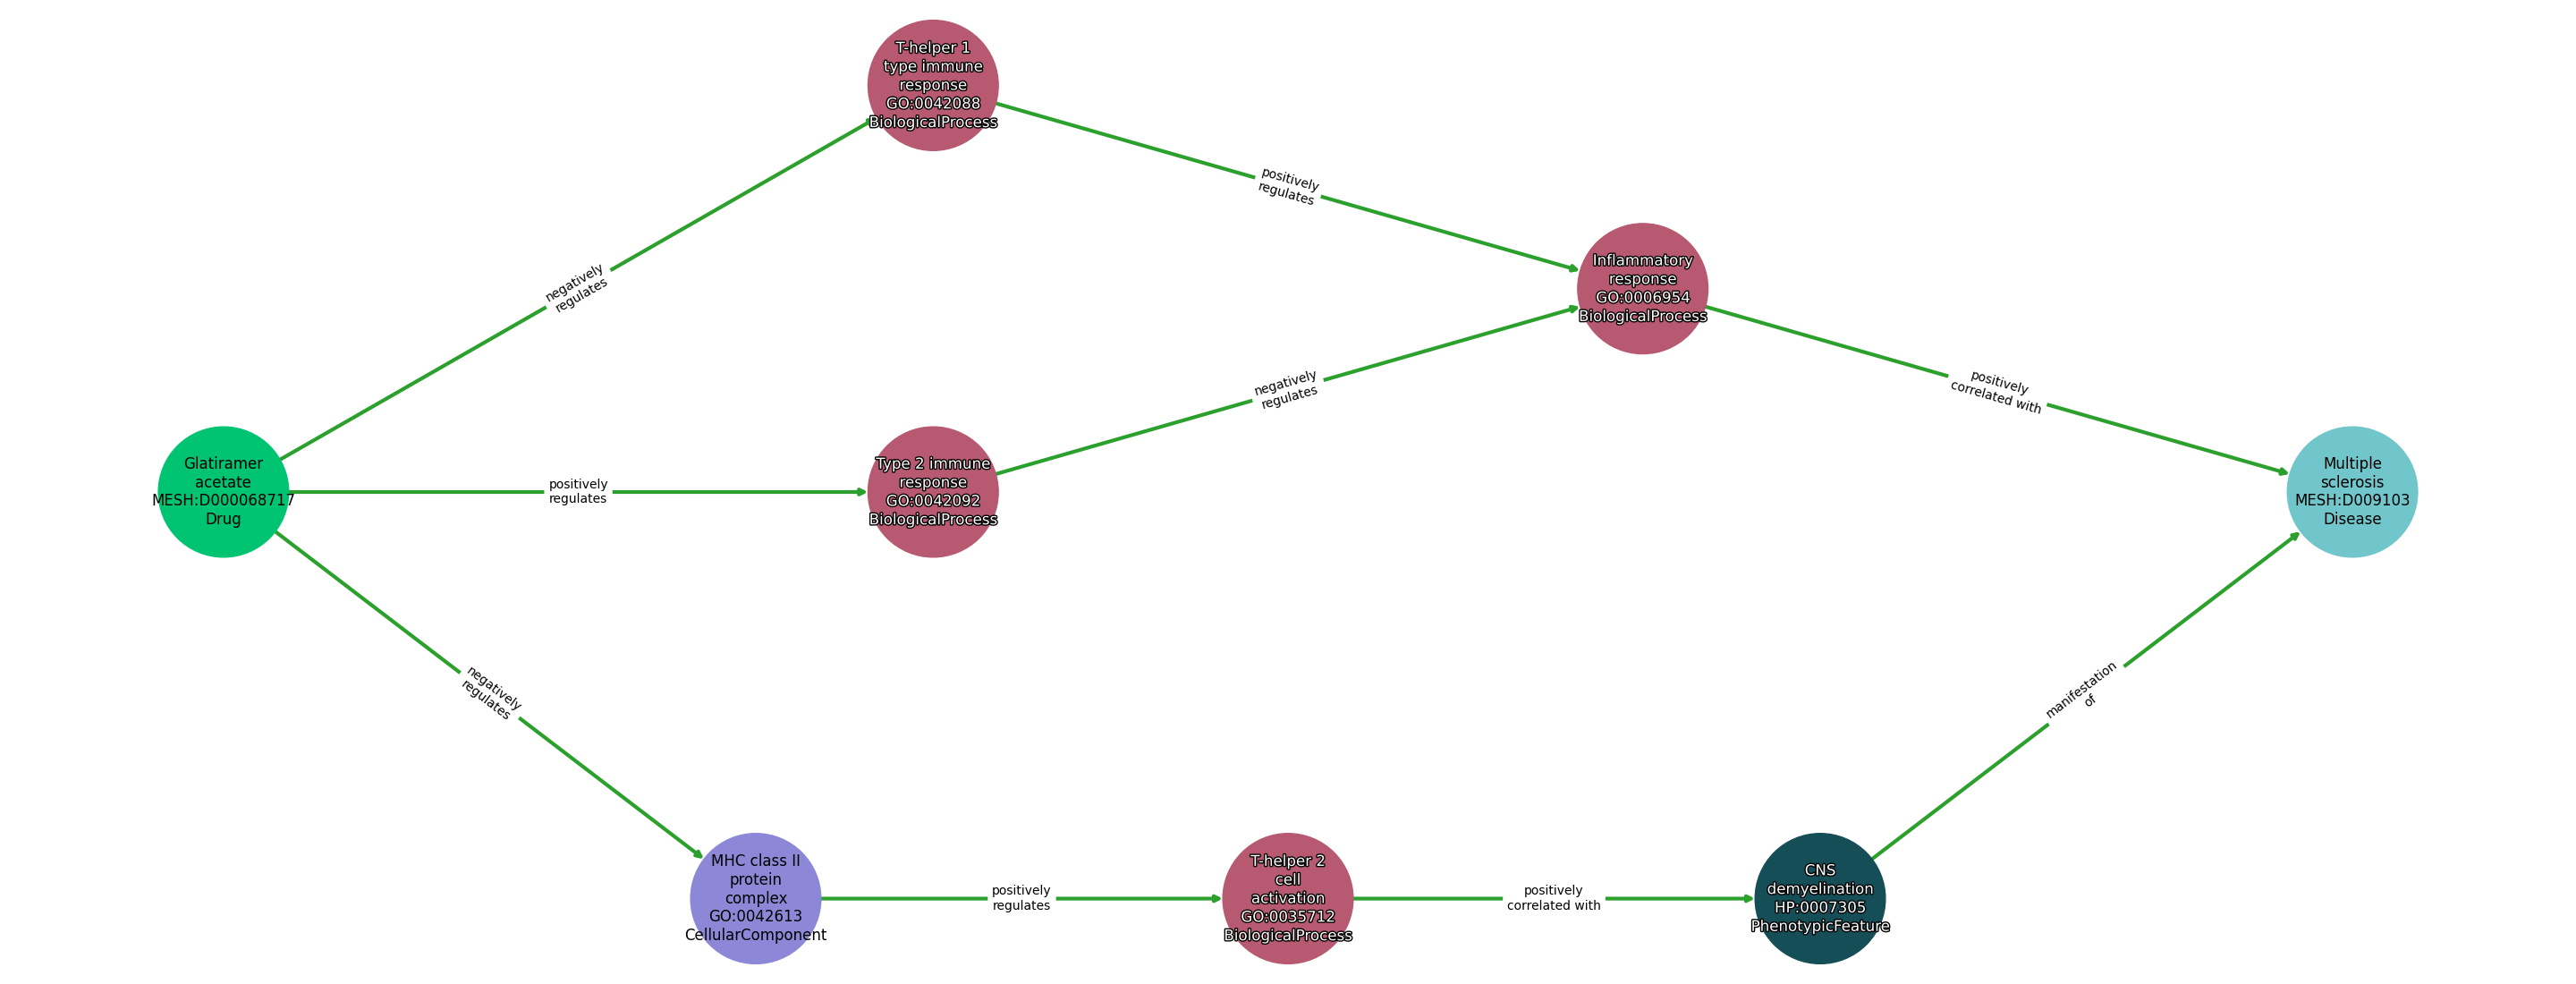 T-helper 1
type immune
response
GO:0042088
BiologicalProcess
positively
regulates
negatively
regulates
Inflammatory
response
GO:0006954
BiologicalProcess
negatively
regulates
positively
correlated with
Glatiramer
acetate
MESH:D000068717
Drug
positively
regulates
Type 2 immune
response
GO:0042092
BiologicalProcess
Multiple
sclerosis
MESH:D009103
Disease
negatively
regulates
manifestation
of
MHC class II
protein
complex
GO:0042613
CellularComponent
positively
regulates
T-helper 2
cell
activation
GO:0035712
BiologicalProcess
positively
correlated with
CNS
demyelination
HP:0007305
PhenotypicFeature